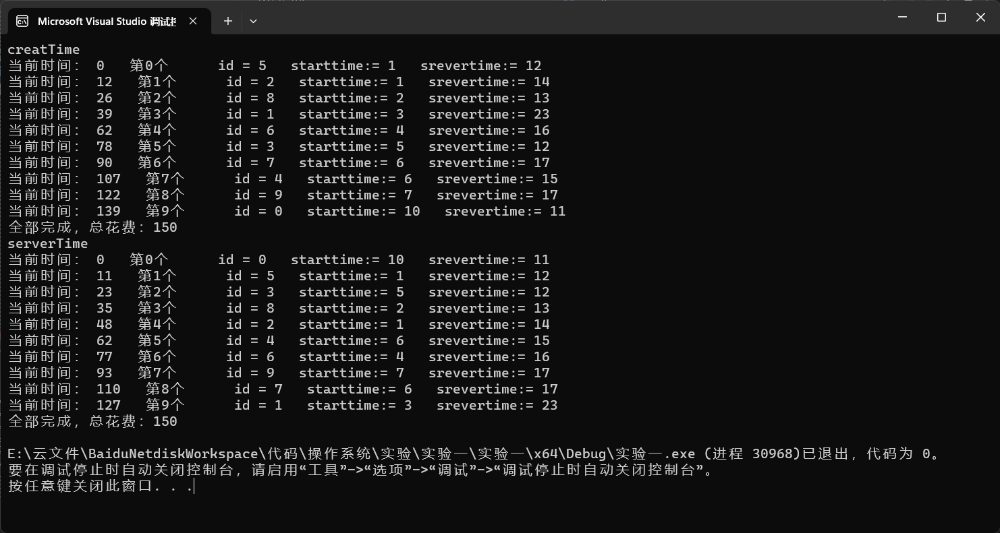 Microsoft Visual Studio 调试
creatTime
当前时间： 0   第0个      id = 5   starttime:= 1   srevertime:= 12
当前时间： 12   第1个      id = 2   starttime:= 1   srevertime:= 14
当前时间： 26   第2个      id = 8   starttime:= 2   srevertime:= 13
当前时间： 39   第3个      id = 1   starttime:= 3   srevertime:= 23
当前时间： 62   第4个      id = 6   starttime:= 4   srevertime:= 16
当前时间： 78   第5个      id = 3   starttime:= 5   srevertime:= 12
当前时间： 90   第6个      id = 7   starttime:= 6   srevertime:= 17
当前时间： 107   第7个      id = 4   starttime:= 6   srevertime:= 15
当前时间： 122   第8个      id = 9   starttime:= 7   srevertime:= 17
当前时间： 139   第9个      id = 0   starttime:= 10   srevertime:= 11
全部完成，总花费：150
serverTime
当前时间： 0   第0个      id = 0   starttime:= 10   srevertime:= 11
当前时间： 11   第1个      id = 5   starttime:= 1   srevertime:= 12
当前时间： 23   第2个      id = 3   starttime:= 5   srevertime:= 12
当前时间： 35   第3个      id = 8   starttime:= 2   srevertime:= 13
当前时间： 48   第4个      id = 2   starttime:= 1   srevertime:= 14
当前时间： 62   第5个      id = 4   starttime:= 6   srevertime:= 15
当前时间： 77   第6个      id = 6   starttime:= 4   srevertime:= 16
当前时间： 93   第7个      id = 9   starttime:= 7   srevertime:= 17
当前时间： 110   第8个      id = 7   starttime:= 6   srevertime:= 17
当前时间： 127   第9个      id = 1   starttime:= 3   srevertime:= 23
全部完成，总花费：150
E:\云文件\BaiduNetdiskWorkspace\代码\操作系统\实验\实验一\实验一\x64\Debug\实验一.exe (进程 30968)已退出，代码为 0。
要在调试停止时自动关闭控制台，请启用“工具”->“选项”->“调试”->“调试停止时自动关闭控制台”。
按任意键关闭此窗口. . .